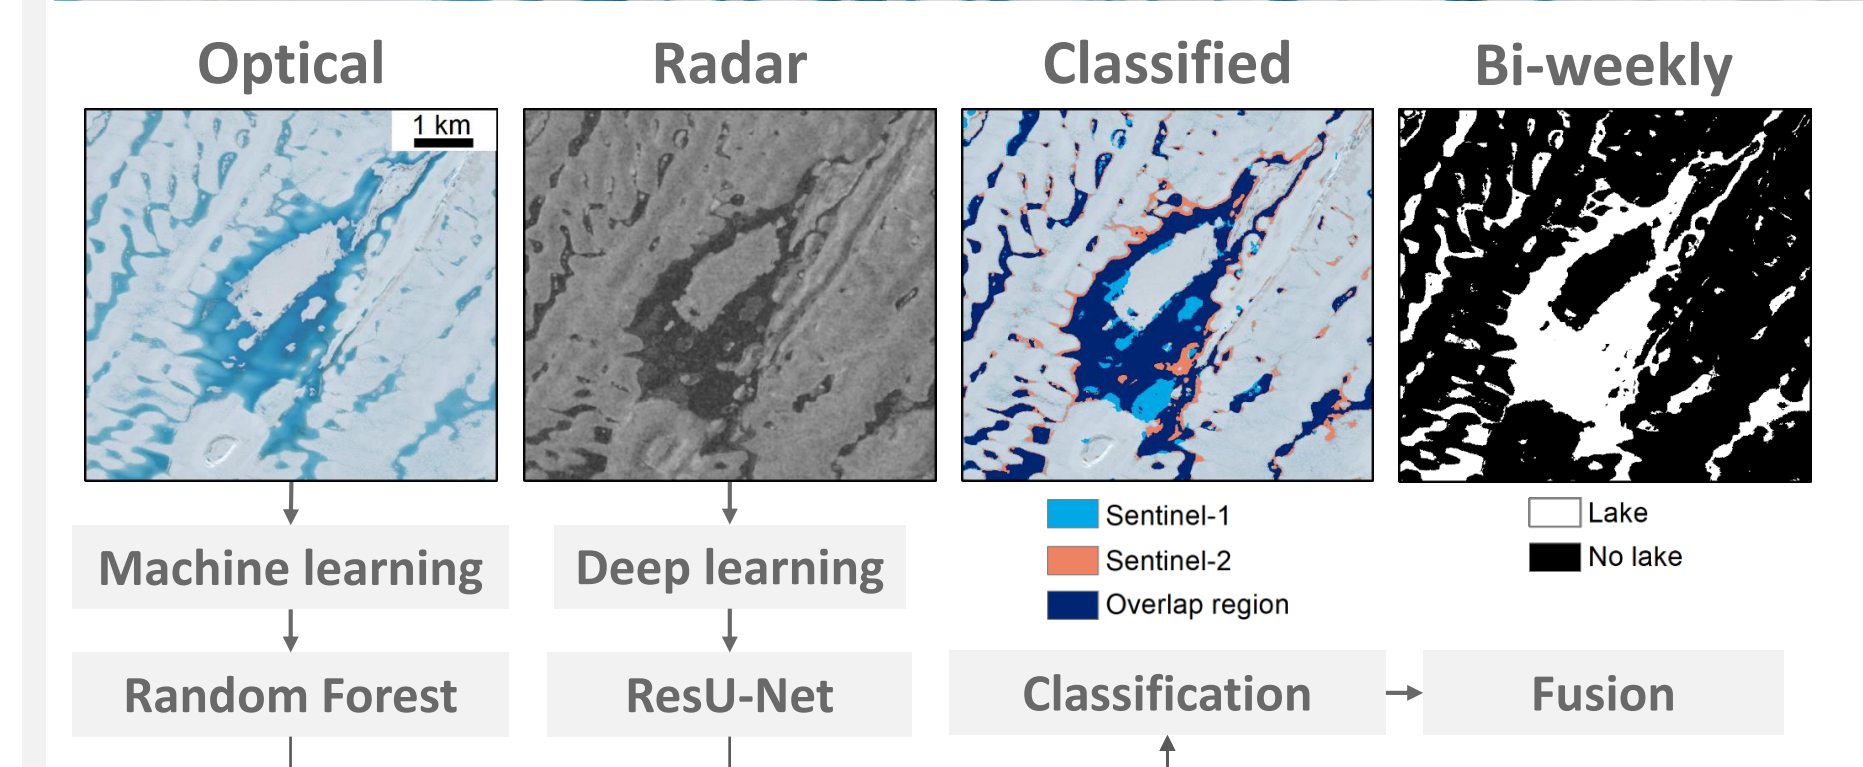 Optical
Radar
Classified
Bi-weekly
1 km
Sentinel-1
Sentinel-2
Overlap region
Lake
No lake
Machine learning
Deep learning
Random Forest
ResU-Net
Classification
Fusion